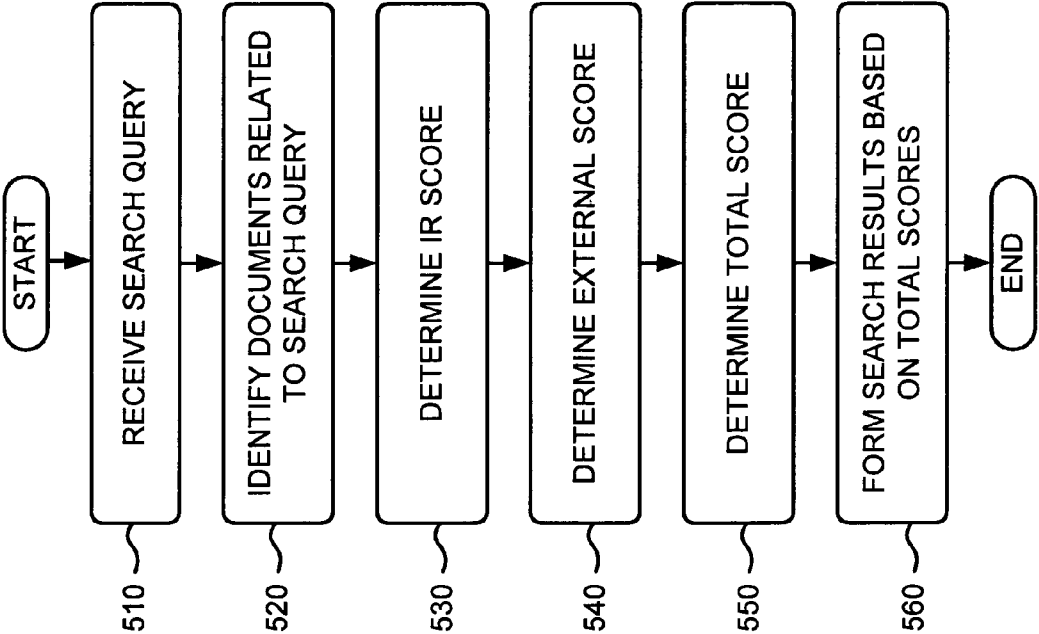 START
510
RECEIVE SEARCH QUERY
520
IDENTIFY DOCUMENTS RELATED
TO SEARCH QUERY
530
DETERMINE IR SCORE
540
DETERMINE EXTERNAL SCORE
550
DETERMINE TOTAL SCORE
560
FORM SEARCH RESULTS BASED
ON TOTAL SCORES
END